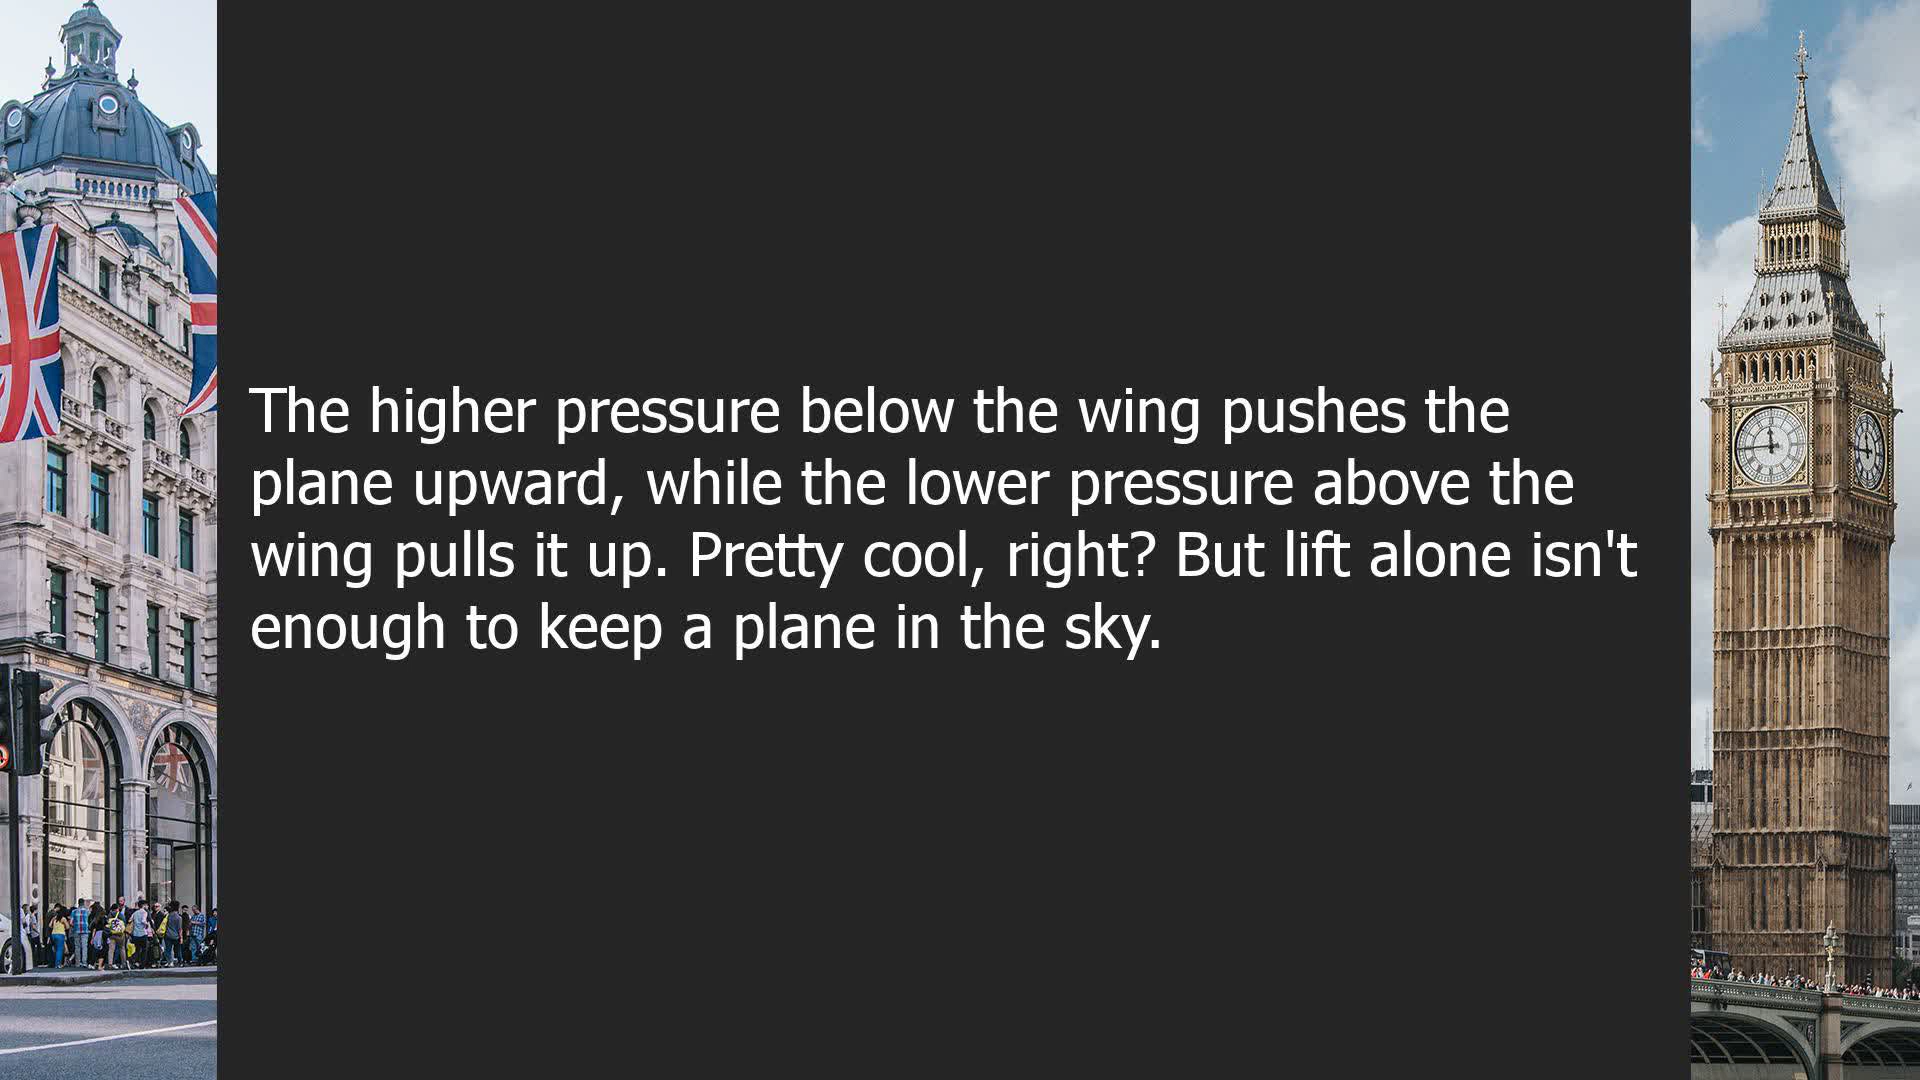 The higher pressure below the wing pushes the
plane upward, while the lower pressure above the
wing pulls it up. Pretty cool, right? But lift alone isn't
enough to keep a plane in the sky.